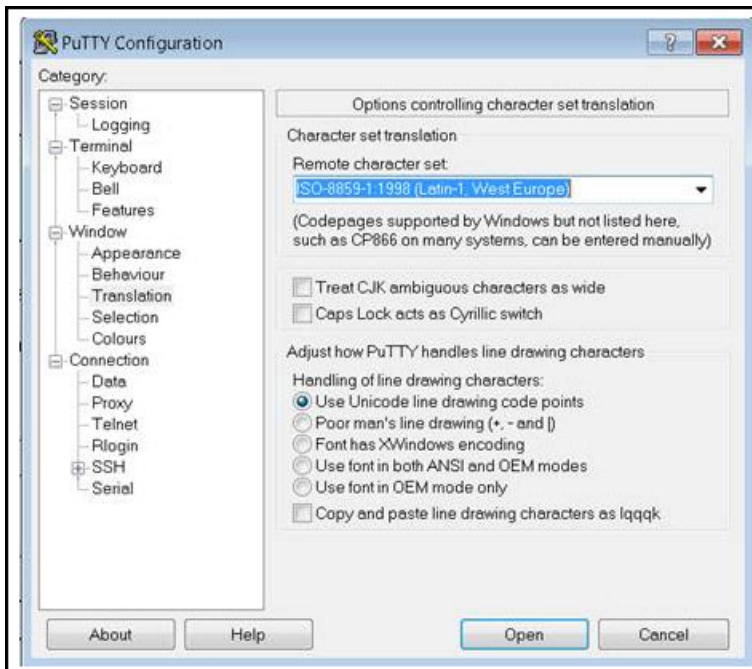 PuTTY Configuration
Category:
Session
Logging
Terminal
Keyboard
Bell
Features
Window
Appearance
Behaviour
Translation
Selection
Colours
Connection
Data
Proxy
Telnet
Rlogin
SSH
Serial
Options controlling character set translation
Character set translation
Remote character set:
ISO-8859-1:1998 (Latin-1, West Europe)
(Codepages supported by Windows but not listed here,
such as CP866 on many systems, can be entered manually)
Treat CJK ambiguous characters as wide
Caps Lock acts as Cyrillic switch
Adjust how PuTTY handles line drawing characters
Handling of line drawing characters:
Use Unicode line drawing code points
Poor man's line drawing (+, - and |)
Font has XWindows encoding
Use font in both ANSI and OEM modes
Use font in OEM mode only
Copy and paste line drawing characters as lqqqk
About
Help
Open
Cancel